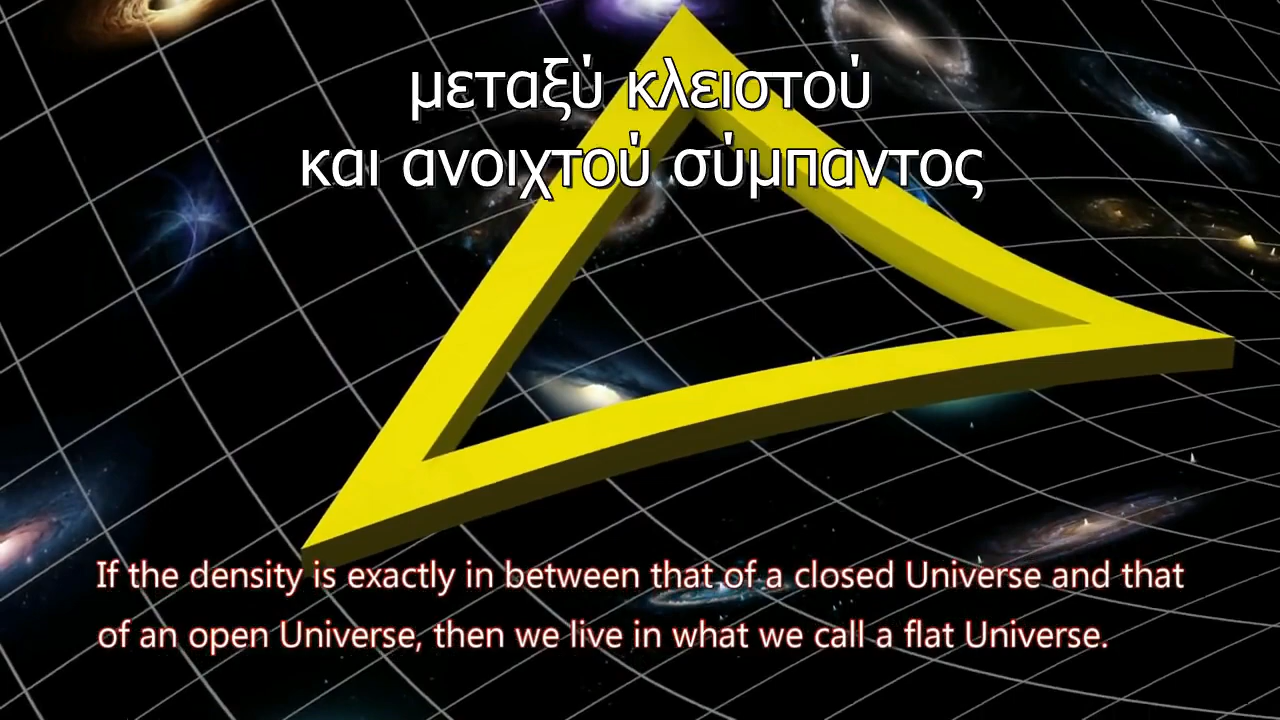 μεταξύ κλειστού
και ανοιχτού σύμπαντος
If the density is exactly in between that of a closed Universe and that
of an open Universe, then we live in what we call a flat Universe.